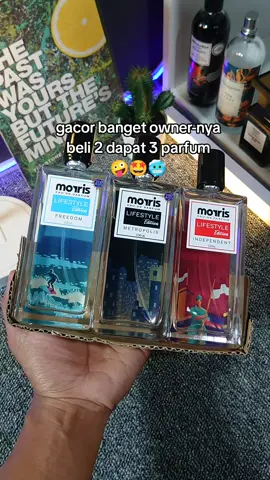 THE
PAST
WAS
YOURS
BUT THE
gacor banget owner-nya
beli 2 dapat 3 parfum
🤪🤩🥶
morris
LIFESTYLE
Edition
FREEDOM
morris
LIFESTYLE
Edition
METROPOLIS
morris
LIFESTYLE
Edition
INDEPENDENT